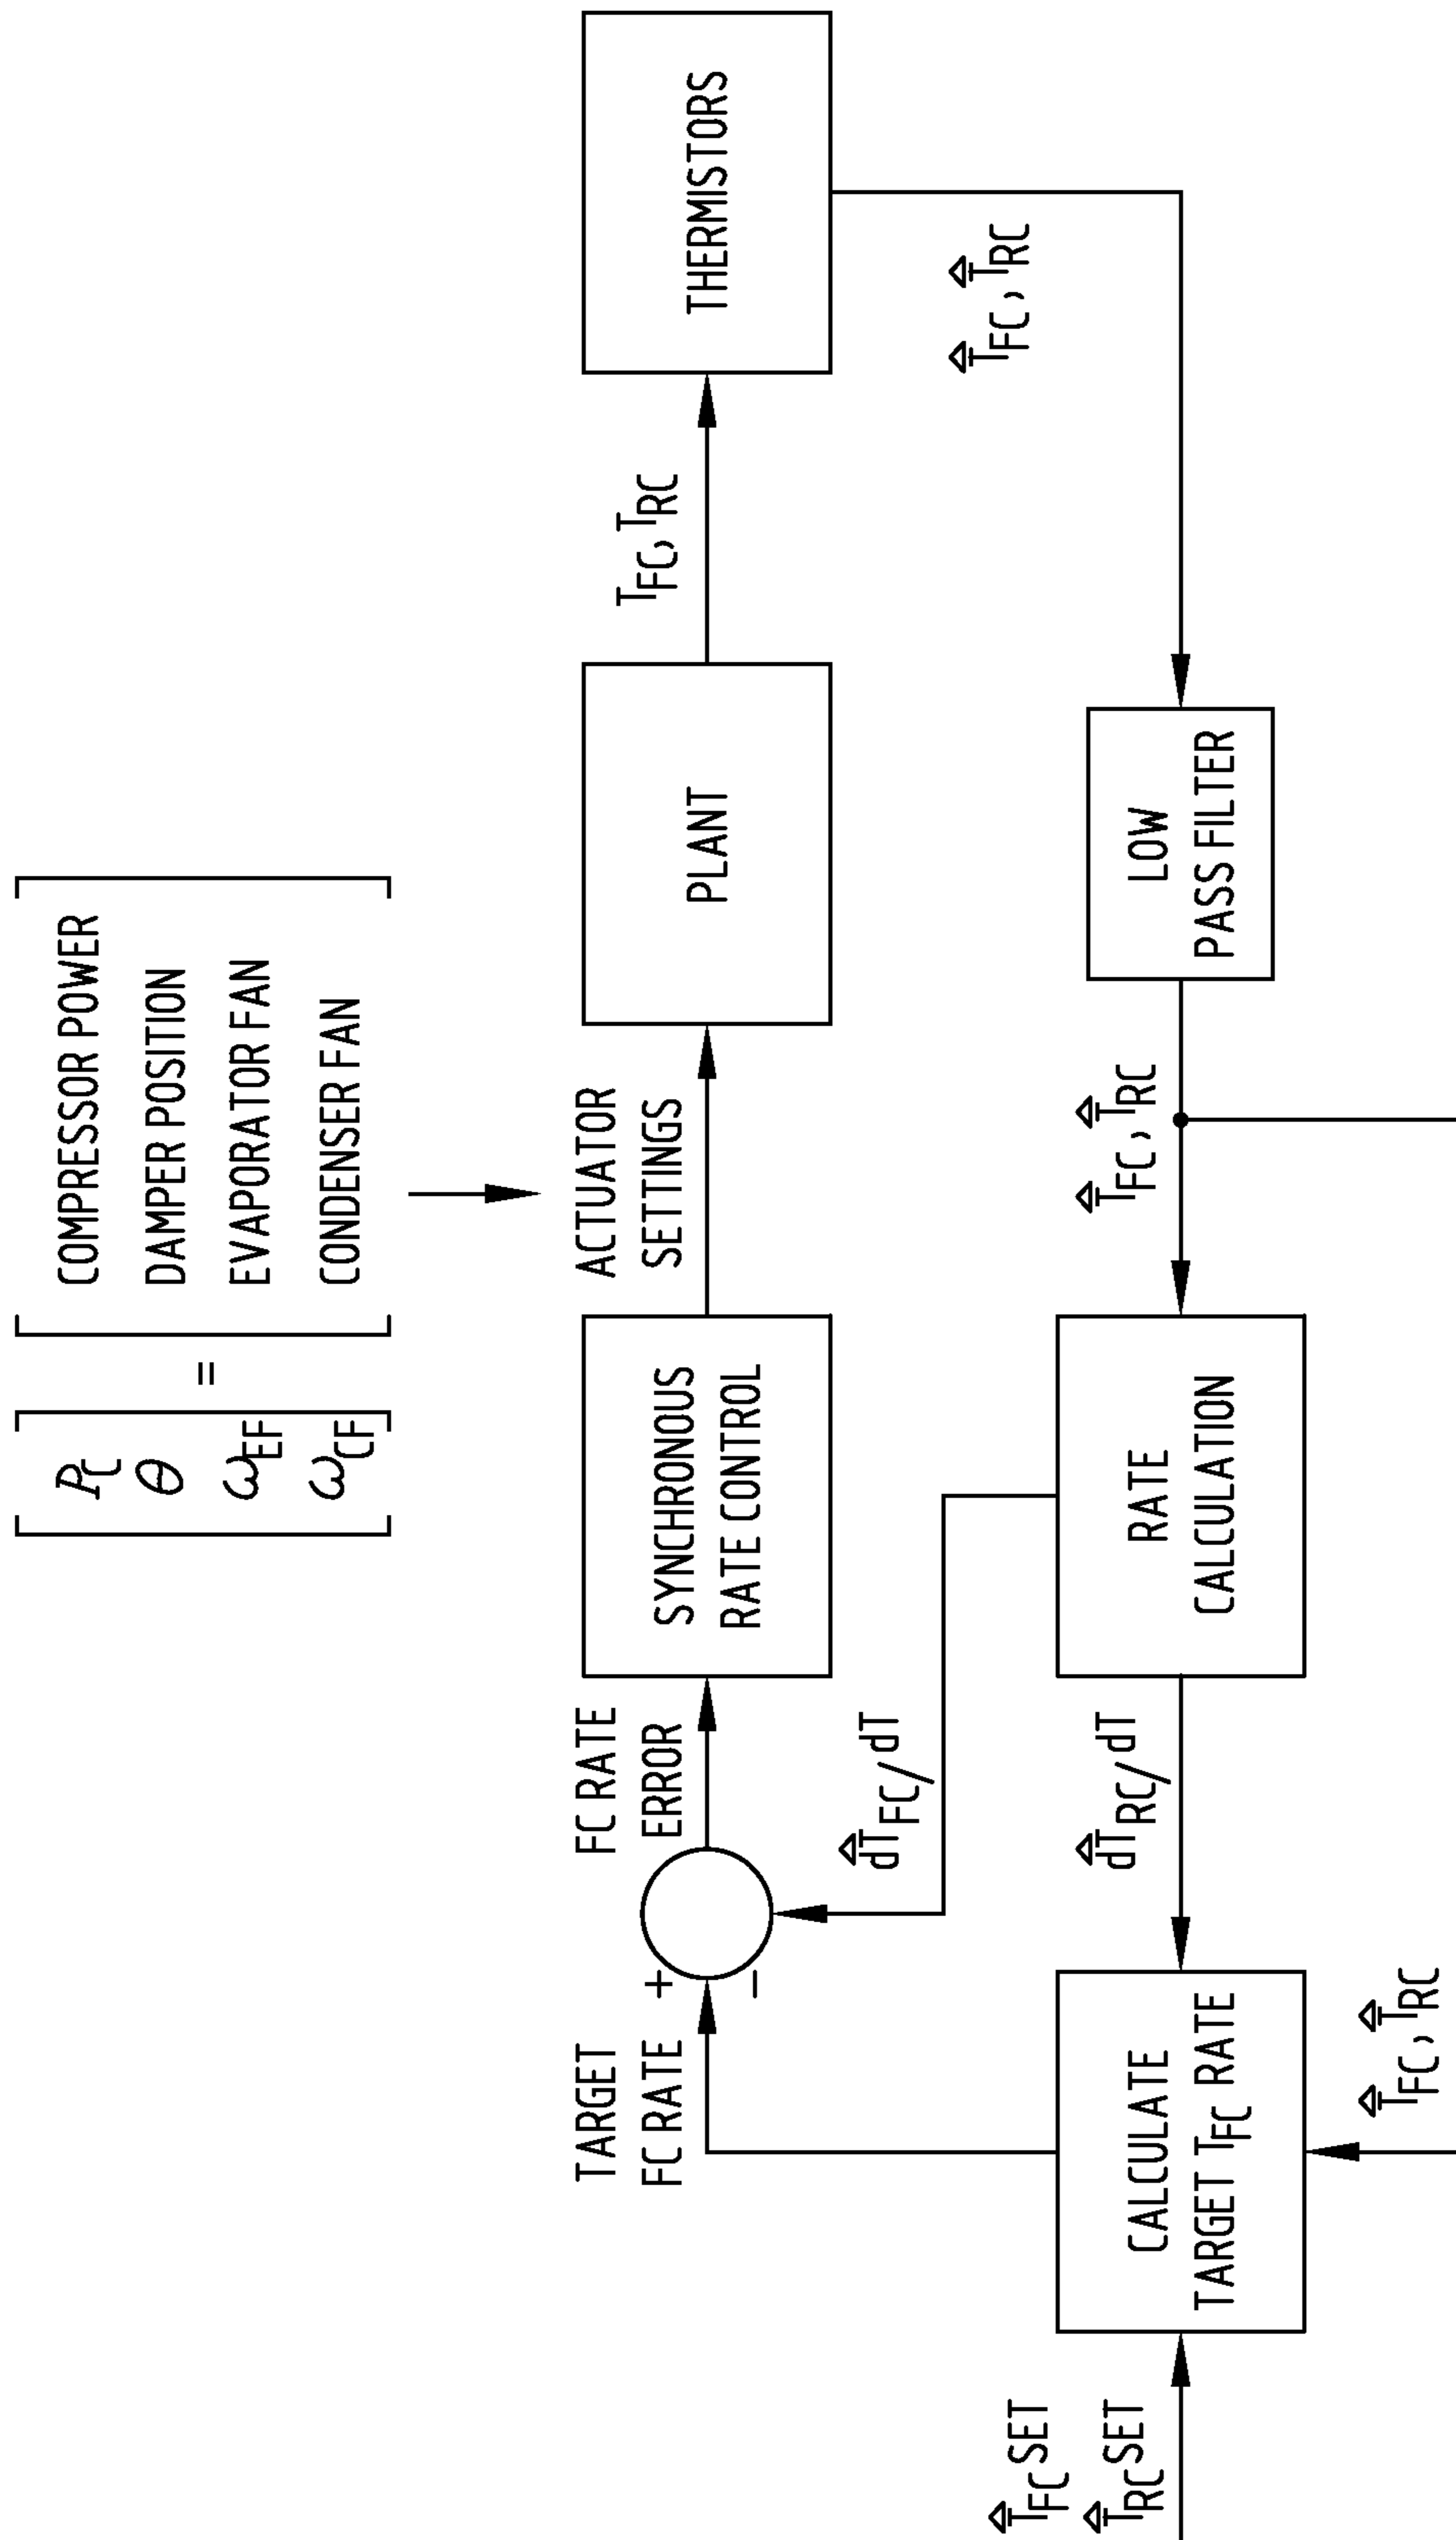 P_C
θ
ω_EF
ω_CF
=
COMPRESSOR POWER
DAMPER POSITION
EVAPORATOR FAN
CONDENSER FAN
TARGET
FC RATE
+
−
FC RATE
ERROR
SYNCHRONOUS
RATE CONTROL
ACTUATOR
SETTINGS
PLANT
T_FC, T_RC
THERMISTORS
T̂_FC, T̂_RC
LOW
PASS FILTER
T̂_FC, T̂_RC
RATE
CALCULATION
dT̂_FC/dT
dT̂_RC/dT
CALCULATE
TARGET T_FC RATE
T̂_FC SET
T̂_RC SET
T̂_FC, T̂_RC